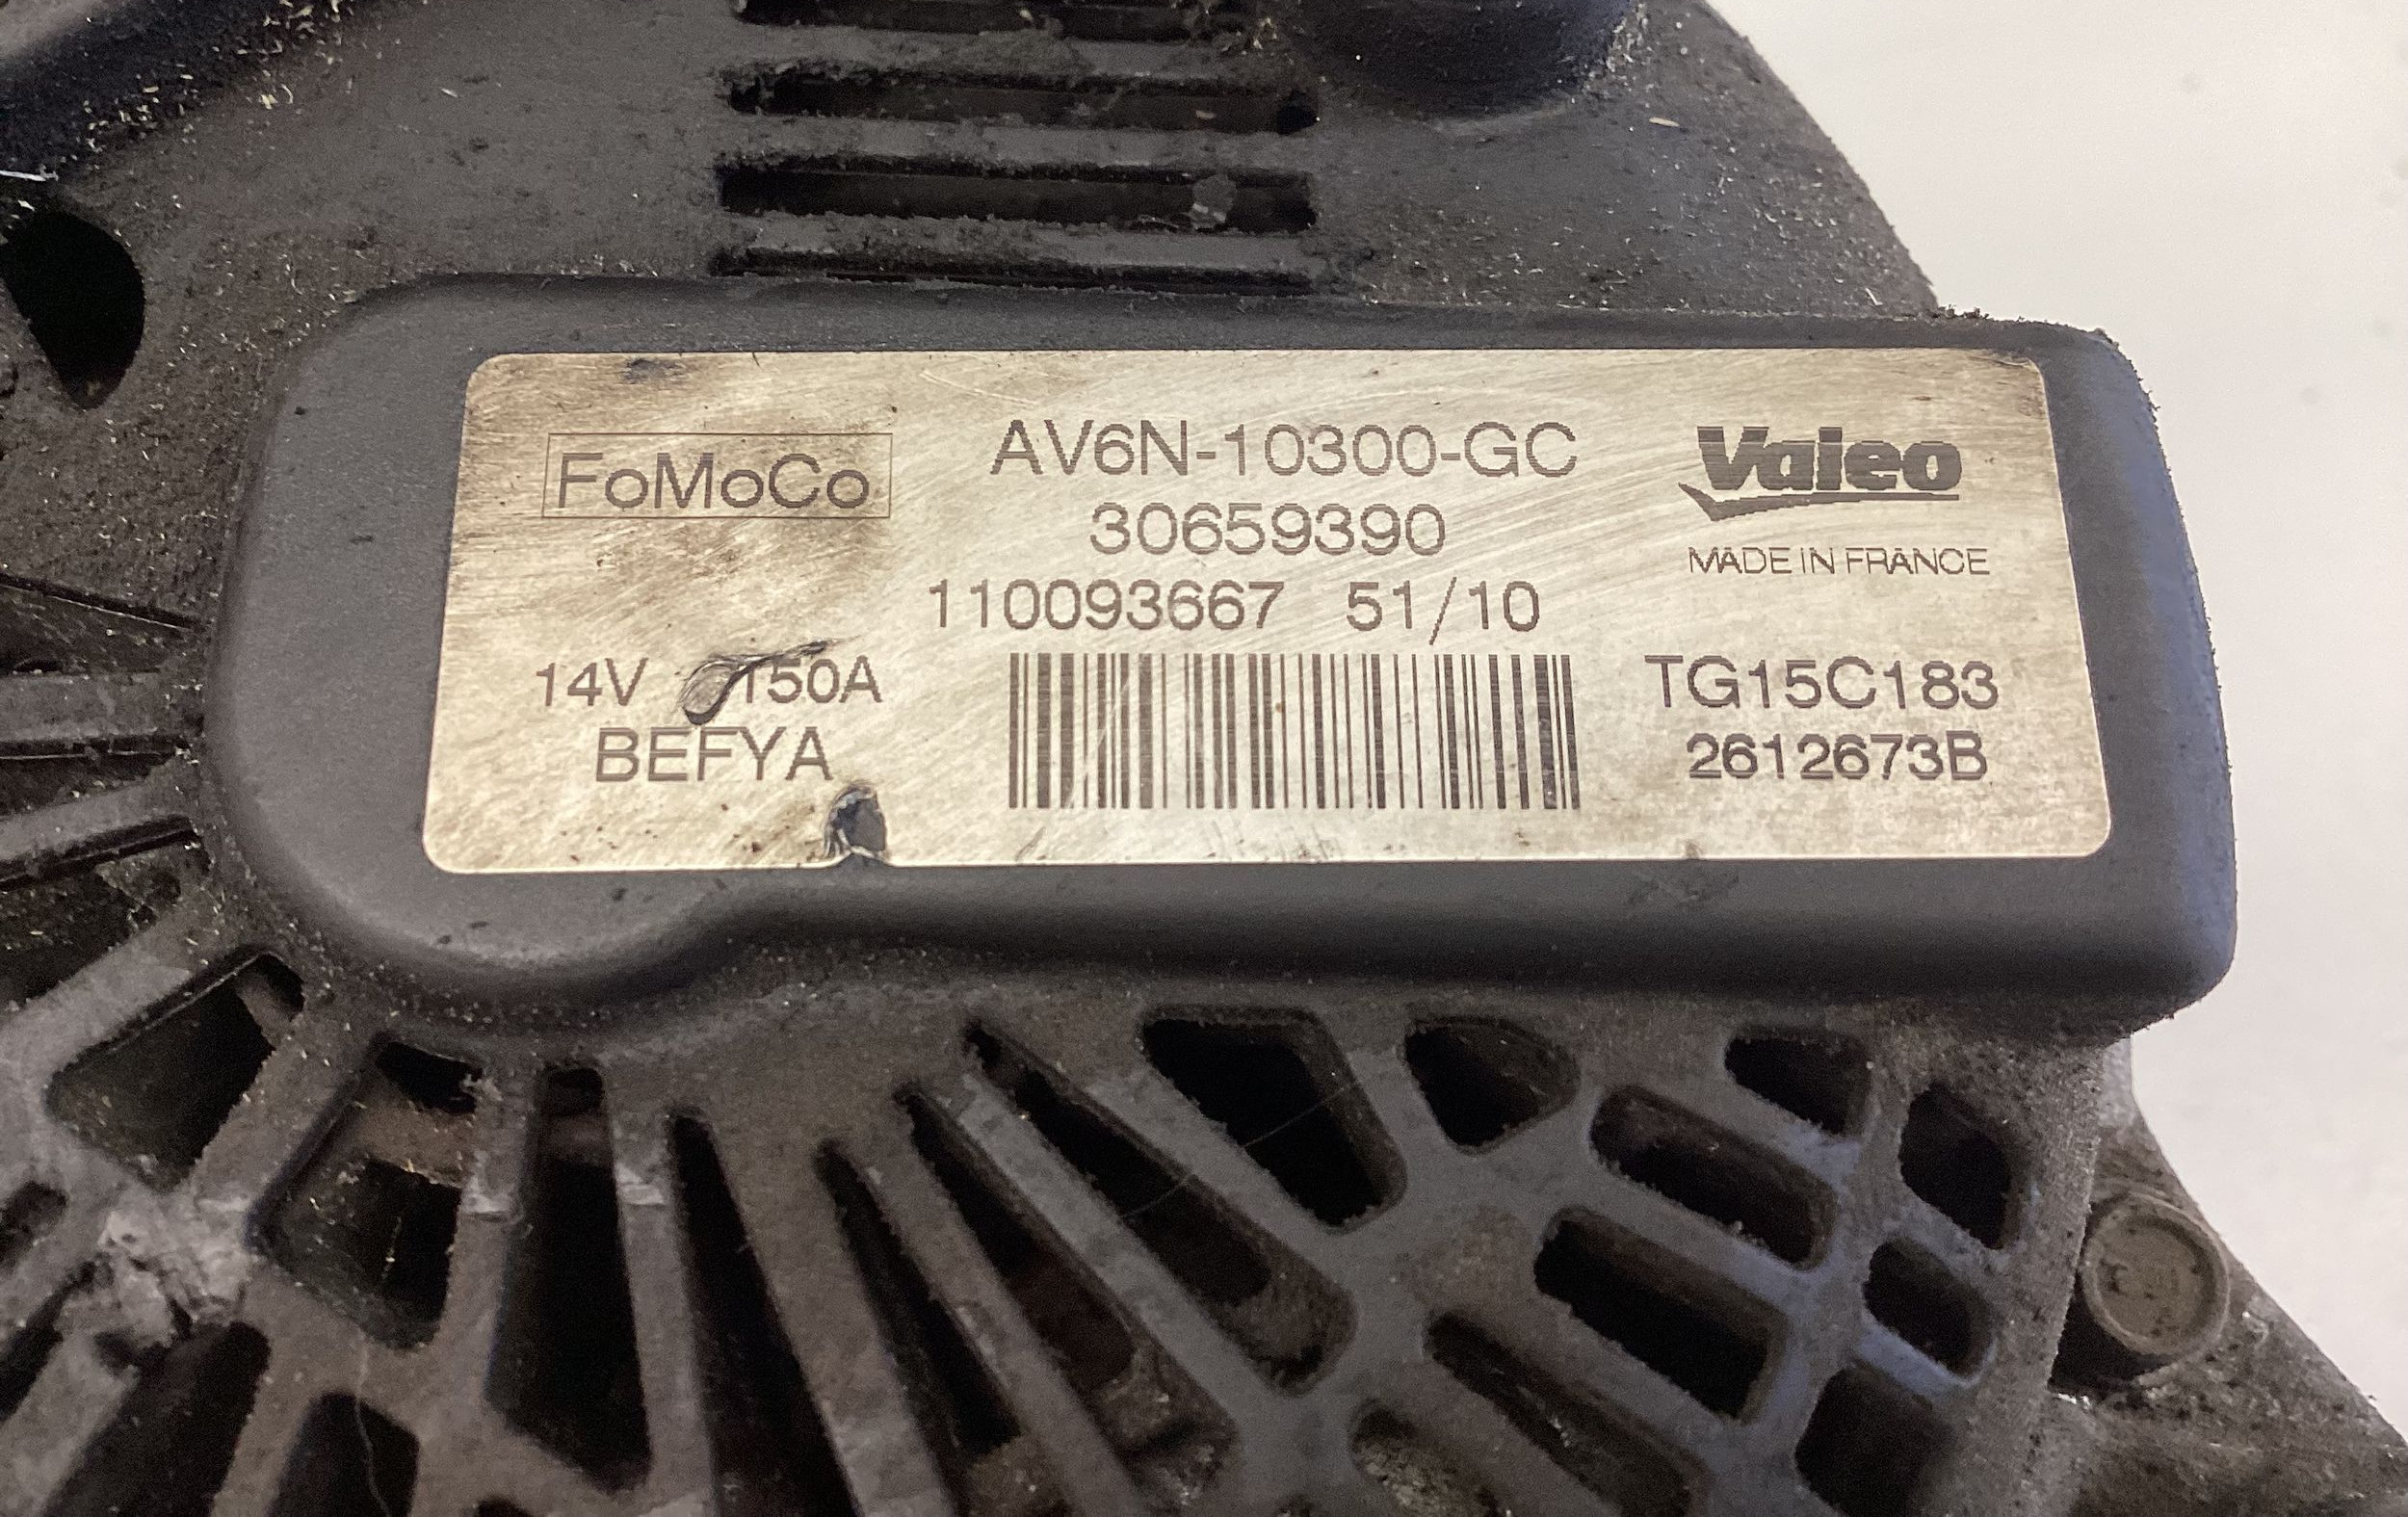 FoMoCo
AV6N-10300-GC
30659390
110093667 51/10
14V 150A
BEFYA
Valeo
MADE IN FRANCE
TG15C183
2612673B